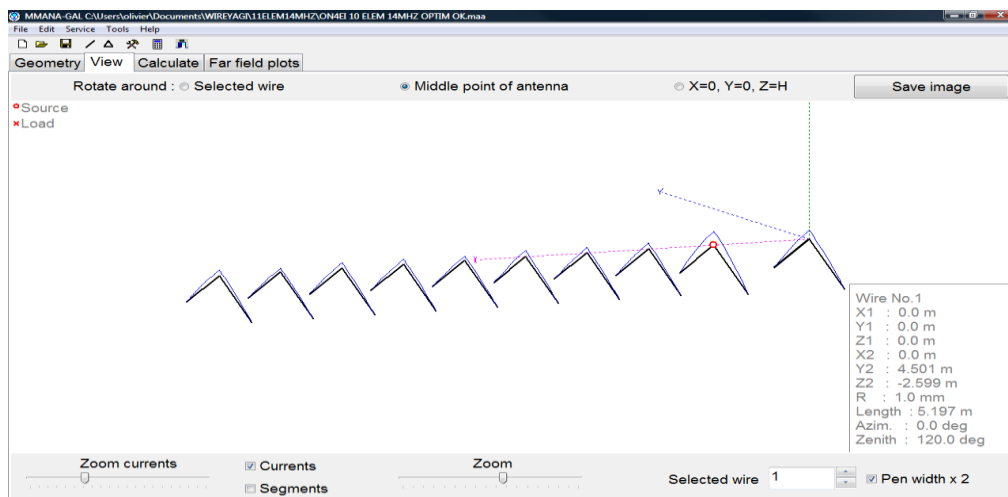 MMANA-GAL C:\Users\olivier\Documents\WIREYAGI\11ELEM14MHZ\ON4EI 10 ELEM 14MHZ OPTIM OK.maa
File Edit Service Tools Help
Geometry View Calculate Far field plots
Rotate around : Selected wire Middle point of antenna X=0, Y=0, Z=H Save image
Source
Load
Y
X
Wire No.1
X1 : 0.0 m
Y1 : 0.0 m
Z1 : 0.0 m
X2 : 0.0 m
Y2 : 4.501 m
Z2 : -2.599 m
R : 1.0 mm
Length : 5.197 m
Azim. : 0.0 deg
Zenith : 120.0 deg
Zoom currents Currents Zoom
Segments Selected wire 1 Pen width x 2